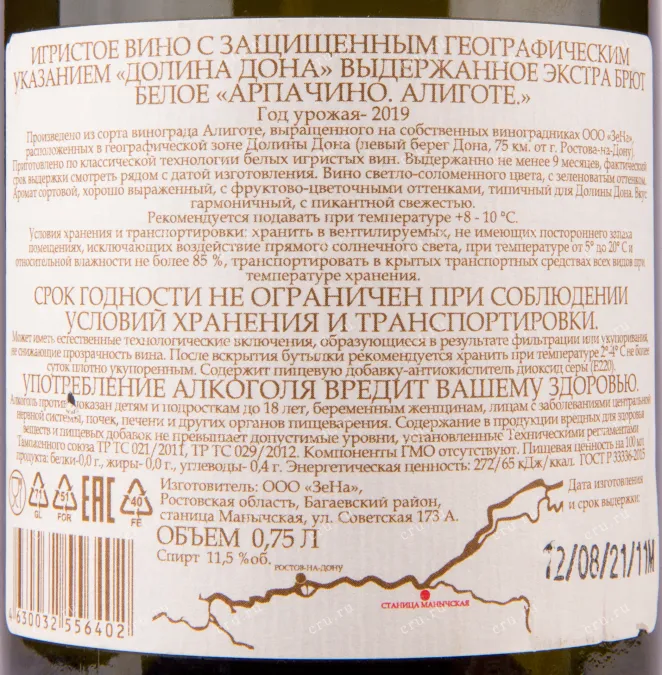 ИГРИСТОЕ ВИНО С ЗАЩИЩЕННЫМ ГЕОГРАФИЧЕСКИМ
УКАЗАНИЕМ «ДОЛИНА ДОНА» ВЫДЕРЖАННОЕ ЭКСТРА БРЮТ
БЕЛОЕ «АРПАЧИНО. АЛИГОТЕ.»
Год урожая- 2019
Произведено из сорта винограда Алиготе, выращенного на собственных виноградниках ООО «ЗеНа»,
расположенных в географической зоне Долины Дона (левый берег Дона, 75 км. от г. Ростова-на-Дону).
Приготовлено по классической технологии белых игристых вин. Выдержанно не менее 9 месяцев, фактический
срок выдержки смотреть рядом с датой изготовления. Вино светло-соломенного цвета, с зеленоватым оттенком.
Аромат сортовой, хорошо выраженный, с фруктово-цветочными оттенками, типичный для Долины Дона. Вкус
гармоничный, с пикантной свежестью.
Рекомендуется подавать при температуре +8 - 10 °С.
Условия хранения и транспортировки: хранить в вентилируемых, не имеющих постороннего запаха
помещениях, исключающих воздействие прямого солнечного света, при температуре от 5° до 20° С и
относительной влажности не более 85 %, транспортировать в крытых транспортных средствах всех видов при
температуре хранения.
СРОК ГОДНОСТИ НЕ ОГРАНИЧЕН ПРИ СОБЛЮДЕНИИ
УСЛОВИЙ ХРАНЕНИЯ И ТРАНСПОРТИРОВКИ.
Может иметь естественные технологические включения, образующиеся в результате фильтрации или укупоривания,
не снижающие прозрачность вина. После вскрытия бутылки рекомендуется хранить при температуре 2°-4° С не более
суток плотно укупоренным. Содержит пищевую добавку-антиокислитель Диоксид серы (Е220).
УПОТРЕБЛЕНИЕ АЛКОГОЛЯ ВРЕДИТ ВАШЕМУ ЗДОРОВЬЮ.
Алкоголь противопоказан детям и подросткам до 18 лет, беременным женщинам, лицам с заболеваниями центральной
нервной системы, почек, печени и других органов пищеварения. Содержание в продукции вредных для здоровья
веществ и пищевых добавок не превышает допустимые уровни, установленные Техническими регламентами
Таможенного союза ТР ТС 021/2011, ТР ТС 029/2012. Компоненты ГМО отсутствуют. Пищевая ценность на 100 мл
продукта: белки-0,0 г., жиры- 0,0 г., углеводы- 0,4 г. Энергетическая ценность: 272/65 кДж/ккал. ГОСТ Р 33336-2015
71 GL
51 FOR
EAC
40 FE
Изготовитель: ООО «ЗеНа»,
Ростовская область, Багаевский район,
станица Манычская, ул. Советская 173 А.
ОБЪЕМ 0,75 Л
Спирт 11,5 %об.
Дата изготовления
и срок выдержки:
12/08/21/11М
РОСТОВ-НА-ДОНУ
СТАНИЦА МАНЫЧСКАЯ
4 630032 556402
cru.ru